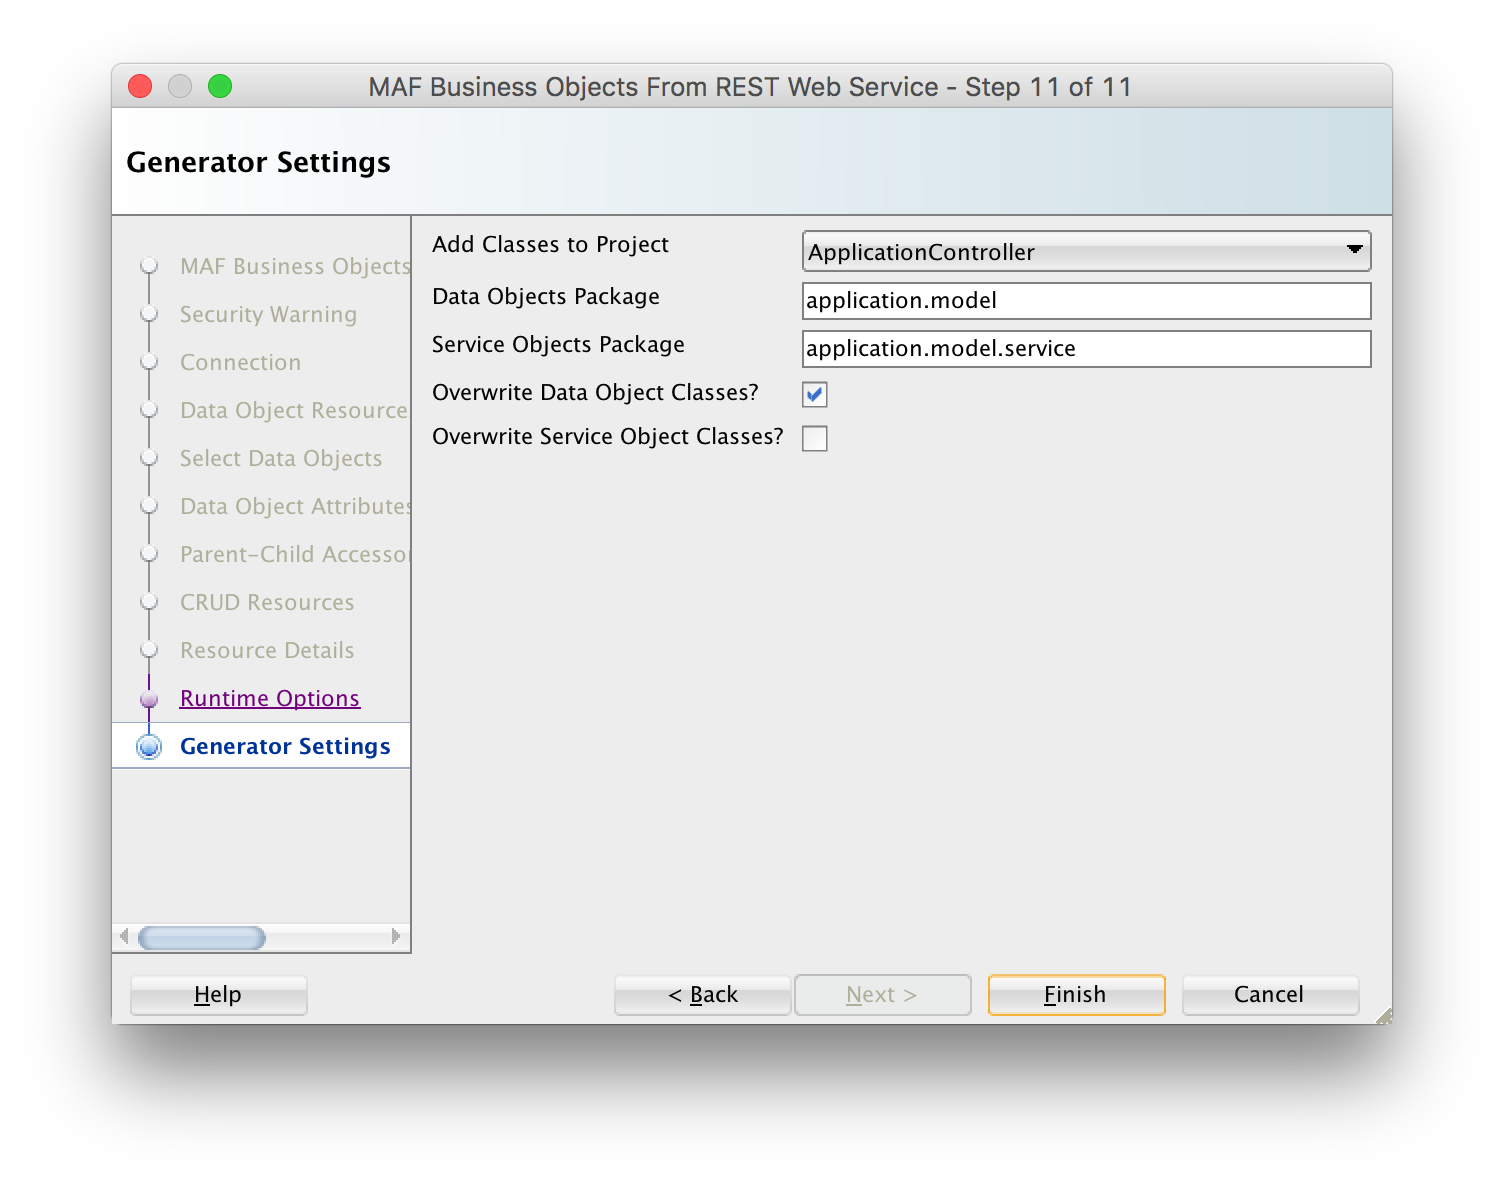 MAF Business Objects From REST Web Service - Step 11 of 11
Generator Settings
MAF Business Objects
Security Warning
Connection
Data Object Resource
Select Data Objects
Data Object Attributes
Parent-Child Accessor
CRUD Resources
Resource Details
Runtime Options
Generator Settings
Add Classes to Project
ApplicationController
Data Objects Package
application.model
Service Objects Package
application.model.service
Overwrite Data Object Classes?
Overwrite Service Object Classes?
Help
< Back
Next >
Finish
Cancel